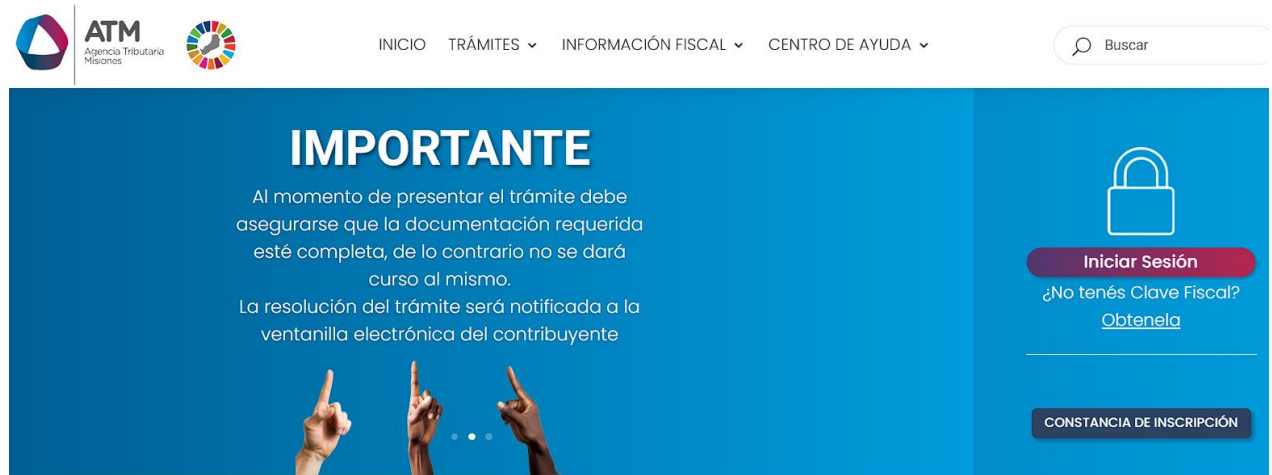 ATM
Agencia Tributaria
Misiones
INICIO
TRÁMITES
INFORMACIÓN FISCAL
CENTRO DE AYUDA
Buscar
IMPORTANTE
Al momento de presentar el trámite debe
asegurarse que la documentación requerida
esté completa, de lo contrario no se dará
curso al mismo.
La resolución del trámite será notificada a la
ventanilla electrónica del contribuyente
Iniciar Sesión
¿No tenés Clave Fiscal?
Obtenela
CONSTANCIA DE INSCRIPCIÓN